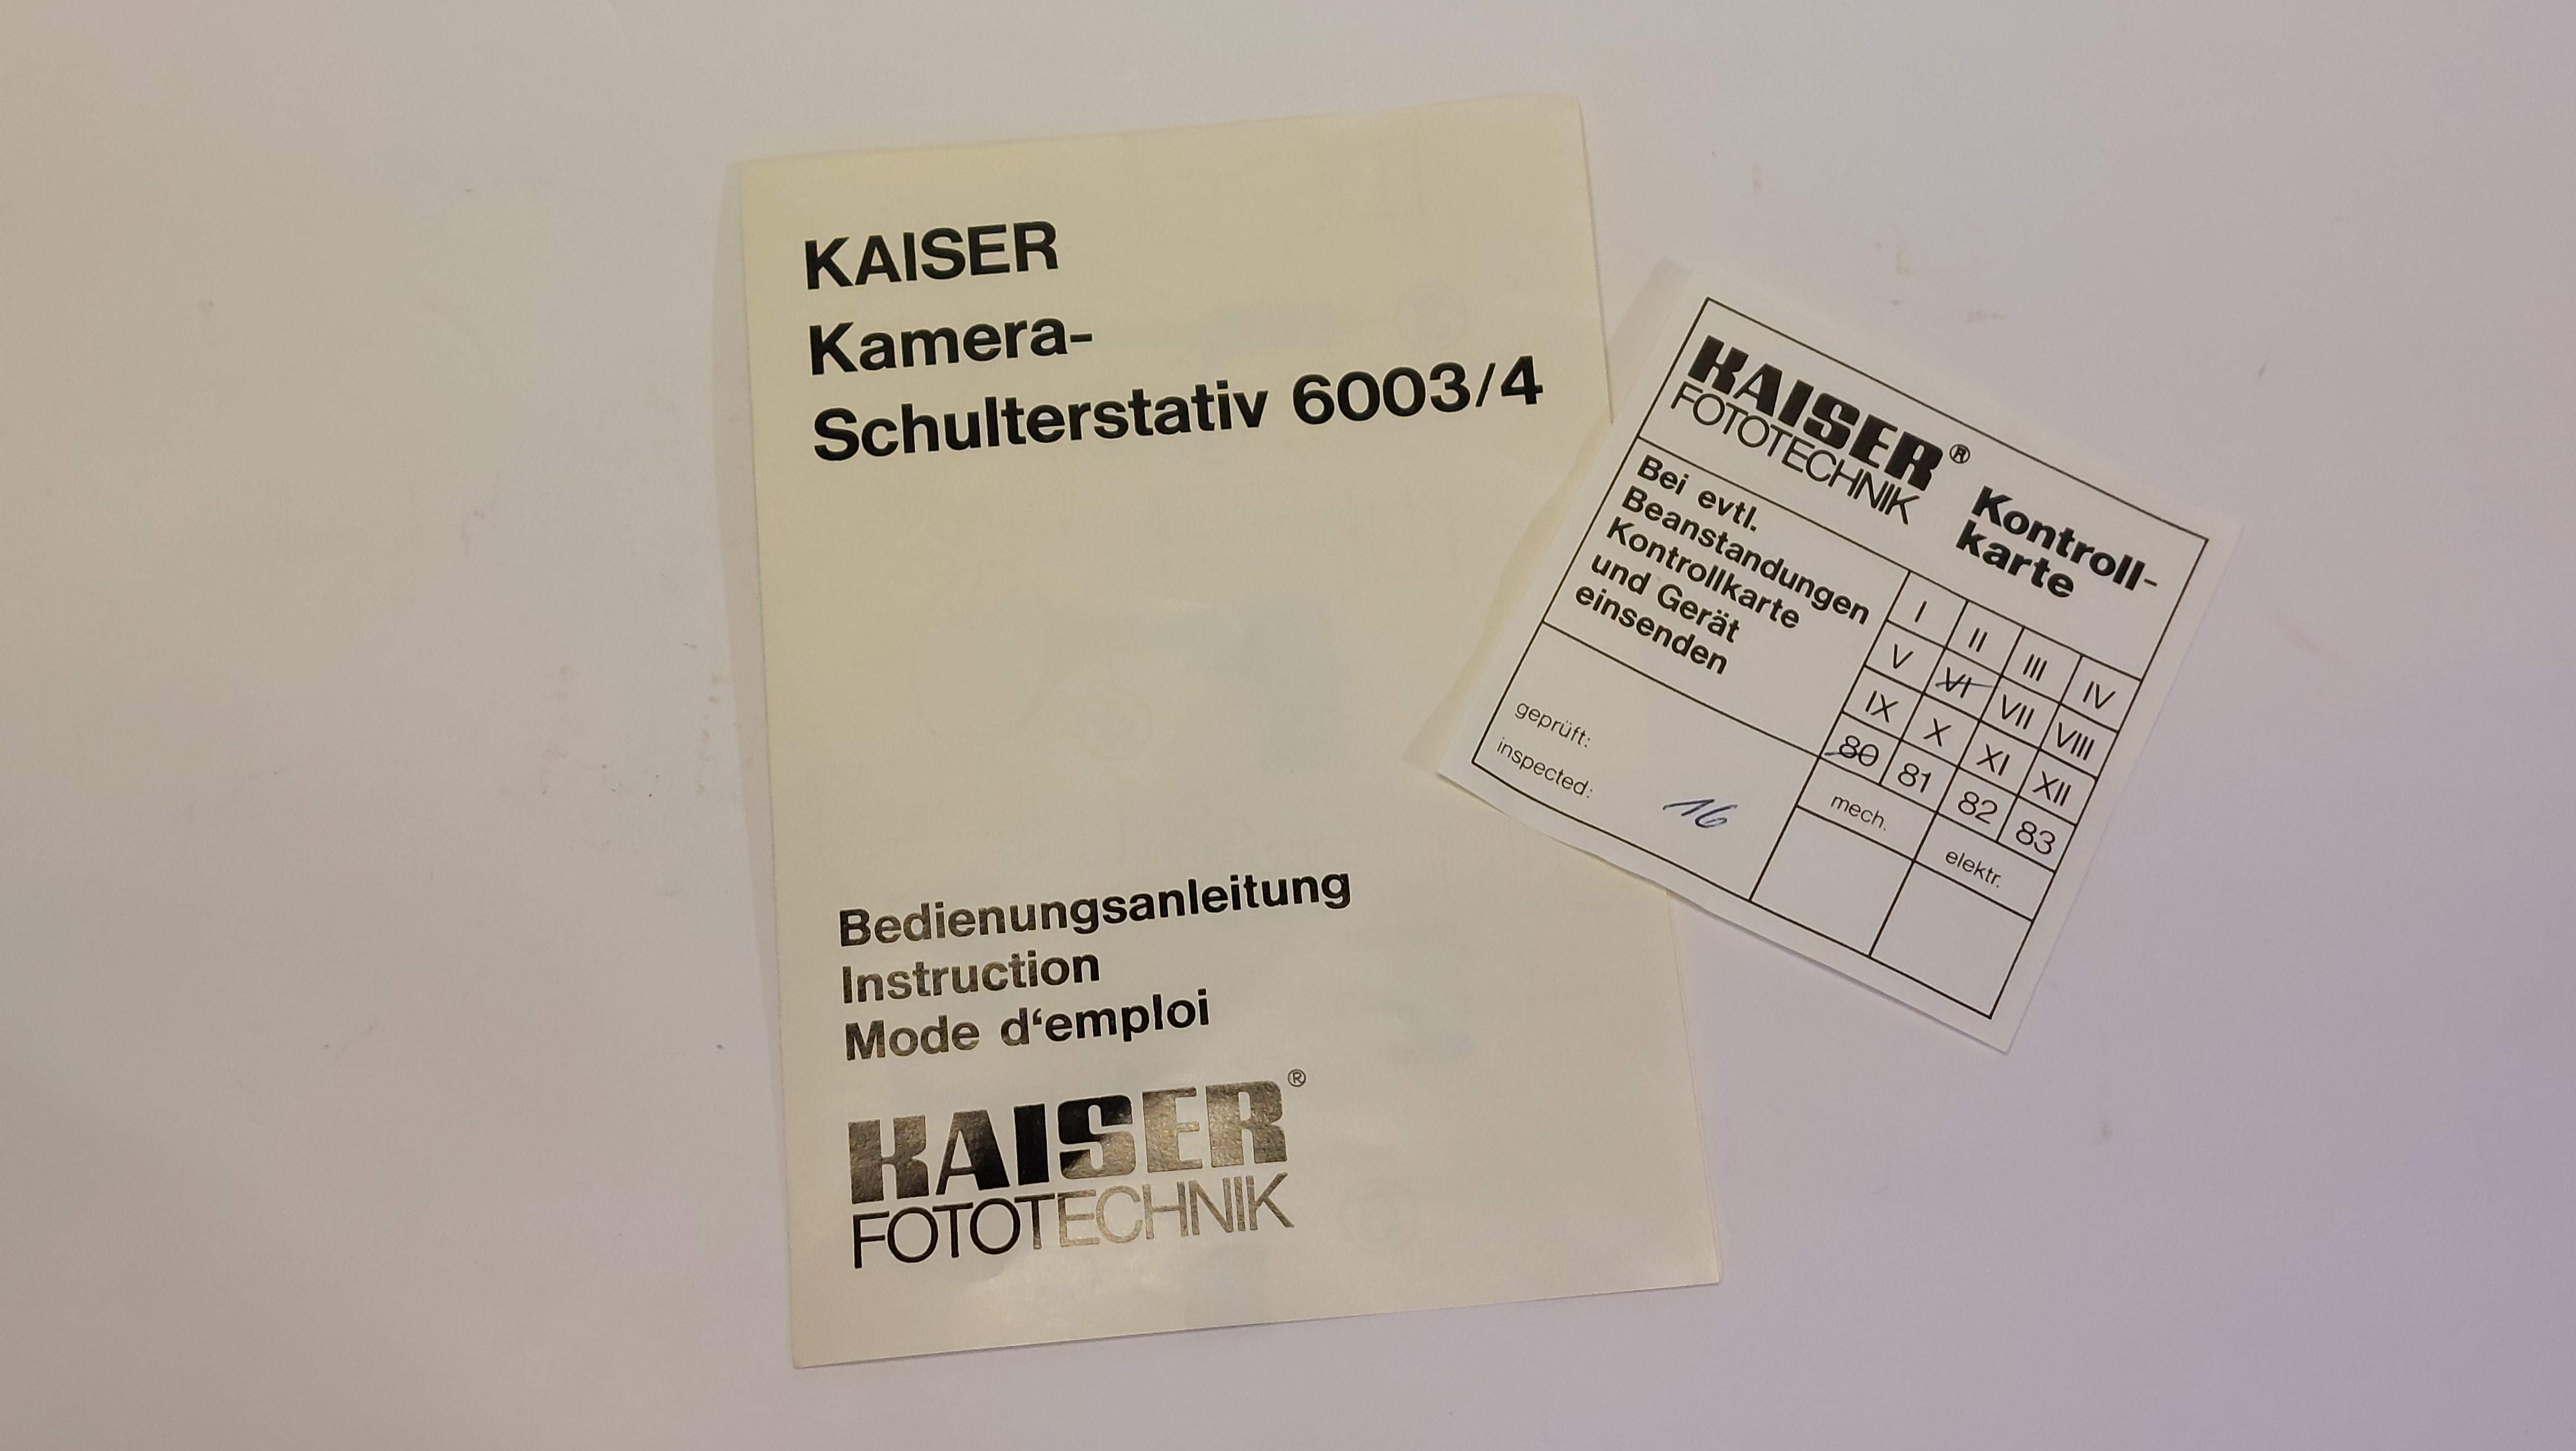 KAISER
Kamera-
Schulterstativ 6003/4
Bedienungsanleitung
Instruction
Mode d‘emploi
KAISER®
FOTOTECHNIK
KAISER®
FOTOTECHNIK
Kontroll-
karte
Bei evtl.
Beanstandungen
Kontrollkarte
und Gerät
einsenden
I II III IV
V VI VII VIII
IX X XI XII
80 81 82 83
geprüft:
inspected:
16
mech. elektr.